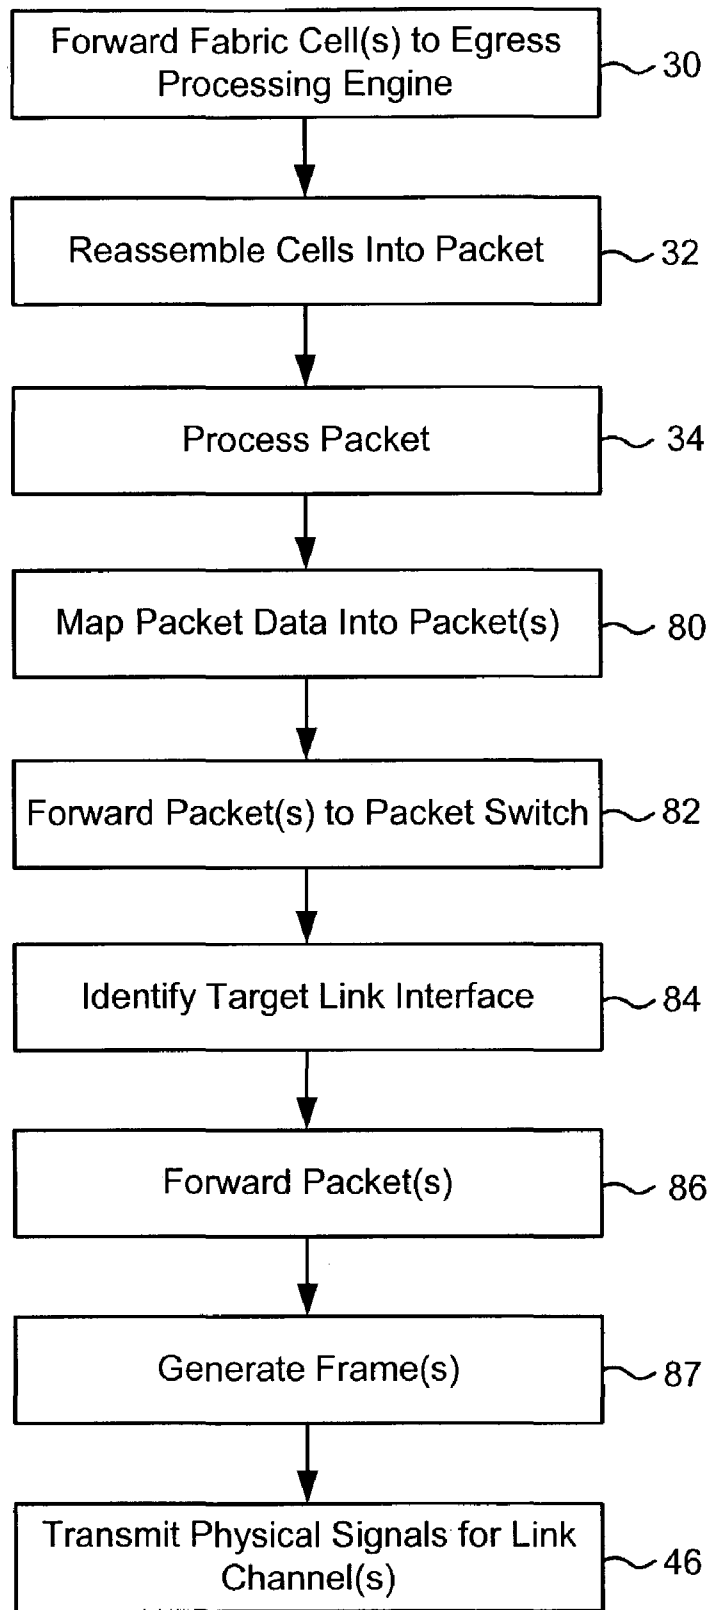 Forward Fabric Cell(s) to Egress
Processing Engine
30
Reassemble Cells Into Packet
32
Process Packet
34
Map Packet Data Into Packet(s)
80
Forward Packet(s) to Packet Switch
82
Identify Target Link Interface
84
Forward Packet(s)
86
Generate Frame(s)
87
Transmit Physical Signals for Link
Channel(s)
46